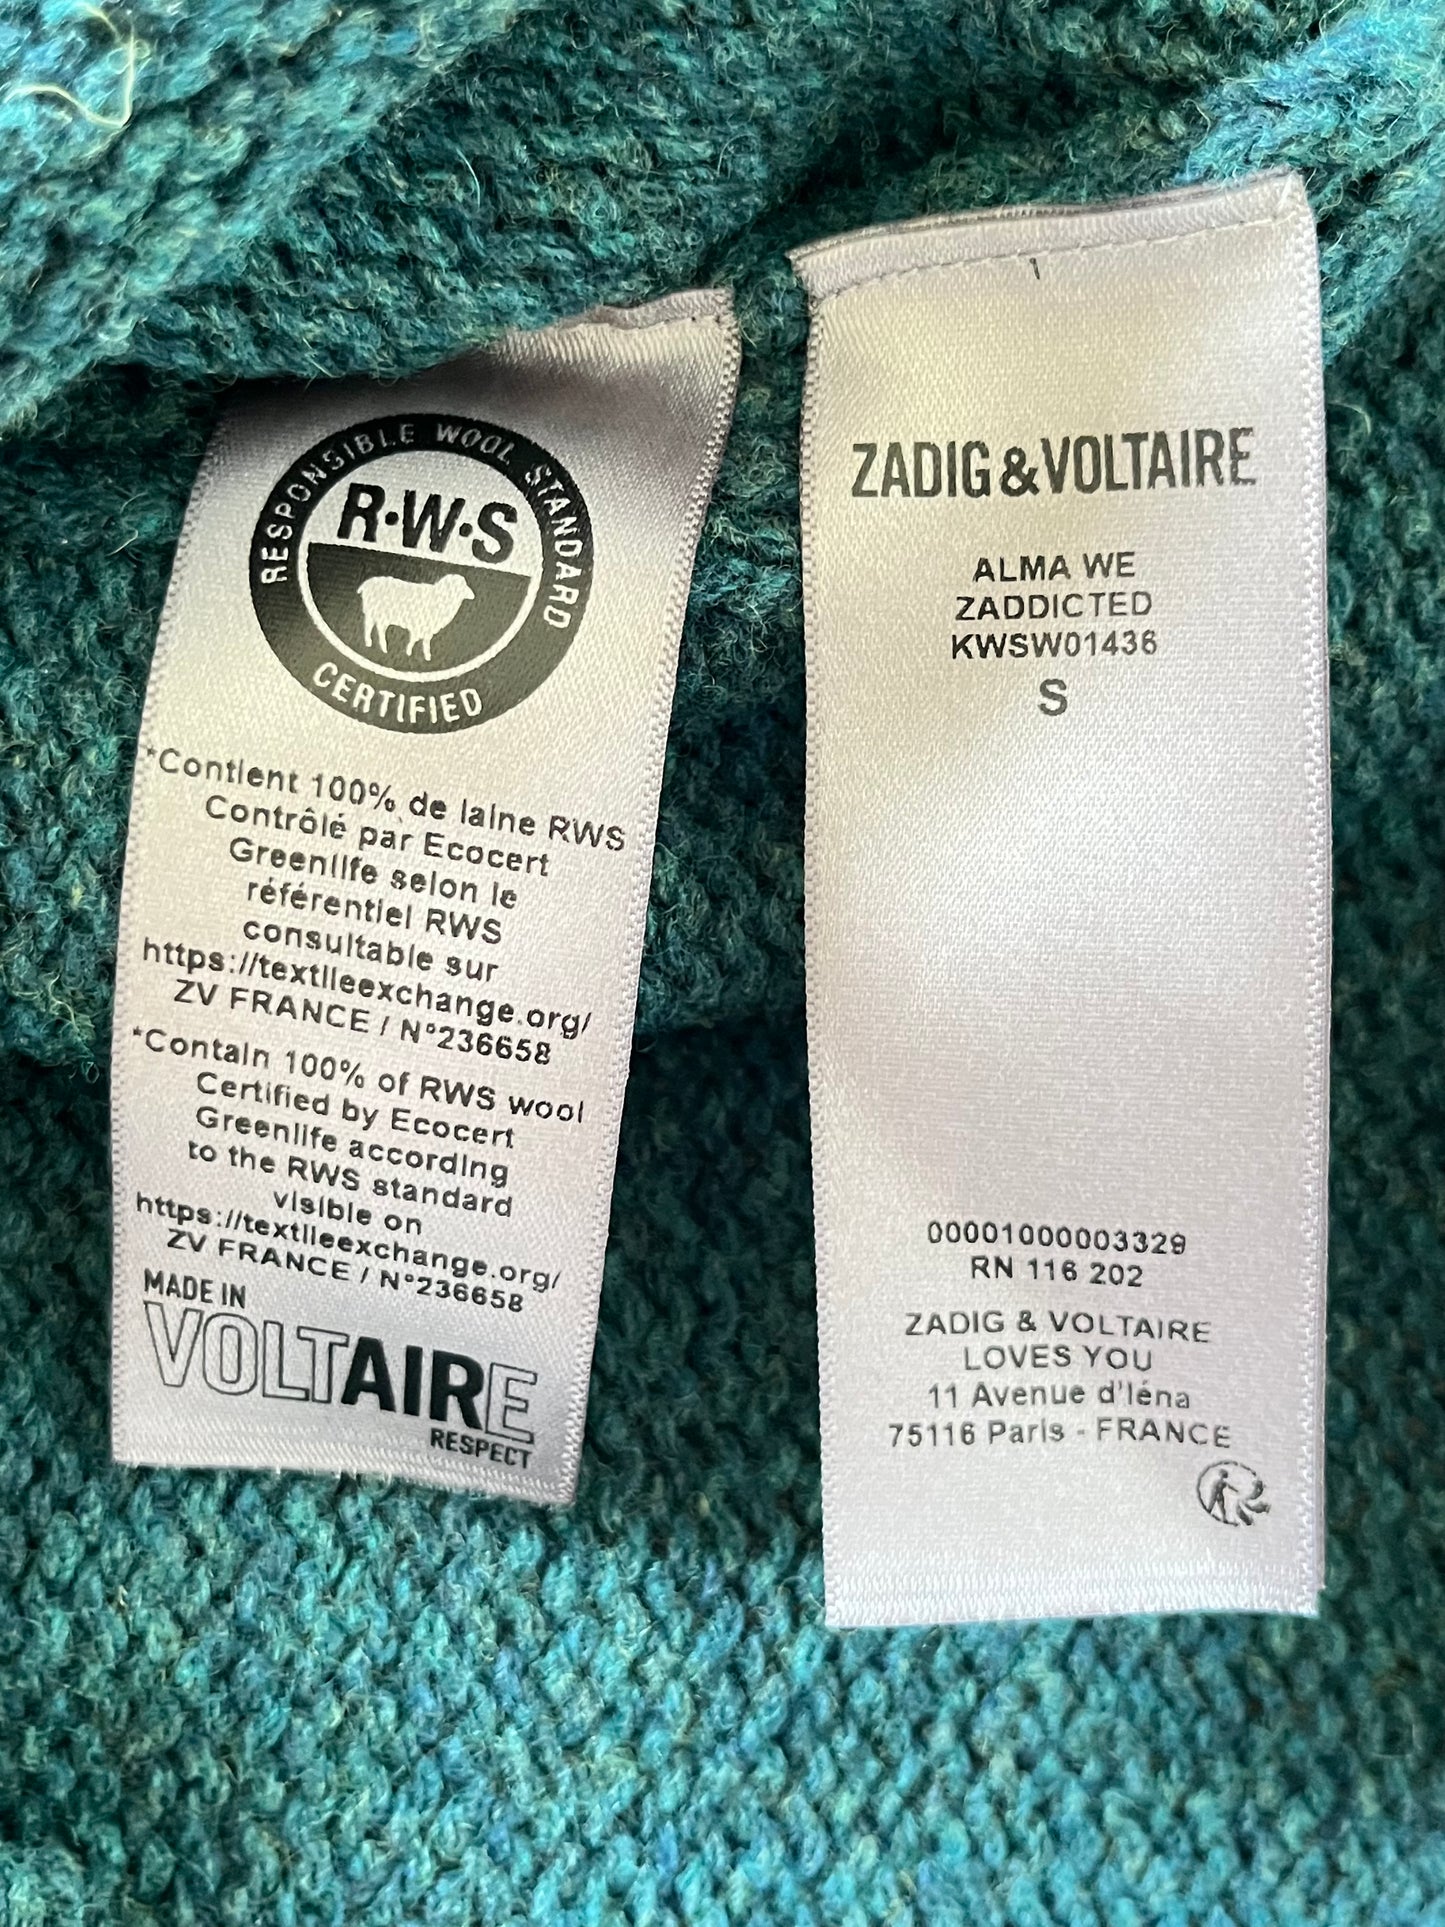 RESPONSIBLE WOOL STANDARD
R·W·S
CERTIFIED
*Contient 100% de laine RWS
Contrôlé par Ecocert
Greenlife selon le
référentiel RWS
consultable sur
https://textileexchange.org/
ZV FRANCE / N°236658
*Contain 100% of RWS wool
Certified by Ecocert
Greenlife according
to the RWS standard
visible on
https://textileexchange.org/
ZV FRANCE / N°236658
MADE IN
VOLTAIRE
RESPECT
ZADIG&VOLTAIRE
ALMA WE
ZADDICTED
KWSW01436
S
00001000003329
RN 116 202
ZADIG & VOLTAIRE
LOVES YOU
11 Avenue d'Iéna
75116 Paris - FRANCE